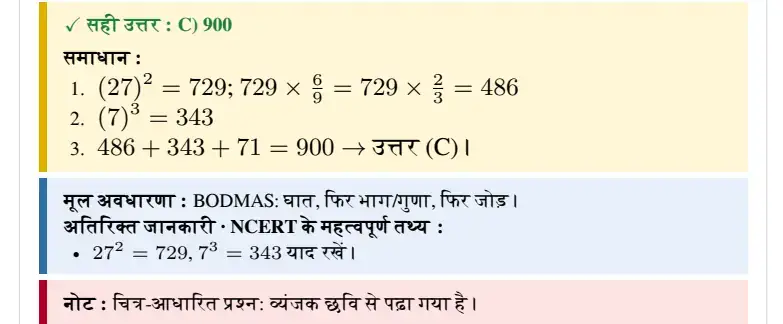 ✓ सही उत्तर : C) 900
समाधान :
1. (27)² = 729; 729 × 6/9 = 729 × 2/3 = 486
2. (7)³ = 343
3. 486 + 343 + 71 = 900 → उत्तर (C)।
मूल अवधारणा : BODMAS: घात, फिर भाग/गुणा, फिर जोड़।
अतिरिक्त जानकारी · NCERT के महत्वपूर्ण तथ्य :
• 27² = 729, 7³ = 343 याद रखें।
नोट : चित्र-आधारित प्रश्न: व्यंजक छवि से पढ़ा गया है।